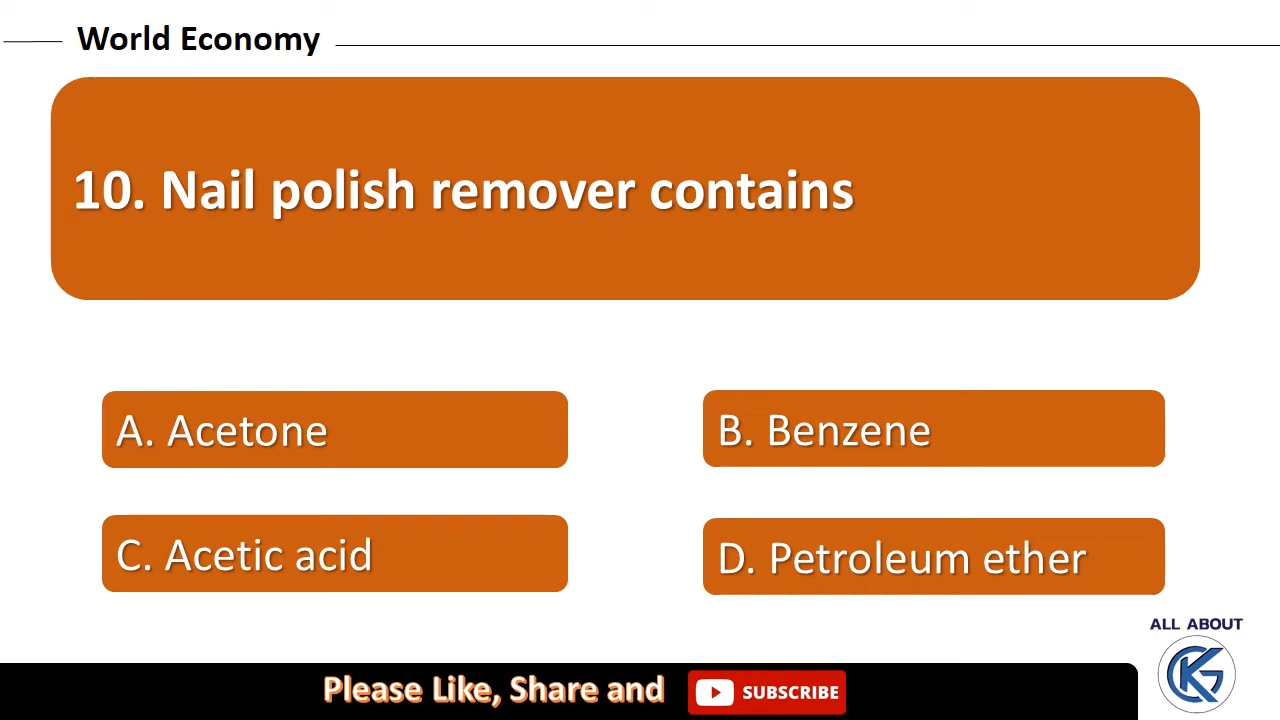 World Economy
10. Nail polish remover contains
A. Acetone
B. Benzene
C. Acetic acid
D. Petroleum ether
ALL ABOUT
GK
Please Like, Share and
SUBSCRIBE